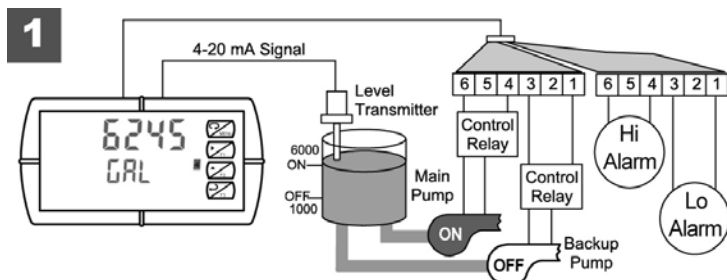 1
4-20 mA Signal
6245
GAL
Level
Transmitter
6000
ON
OFF
1000
Main
Pump
ON
OFF
Backup
Pump
6 5 4 3 2 1
Control
Relay
Control
Relay
6 5 4 3 2 1
Hi
Alarm
Lo
Alarm